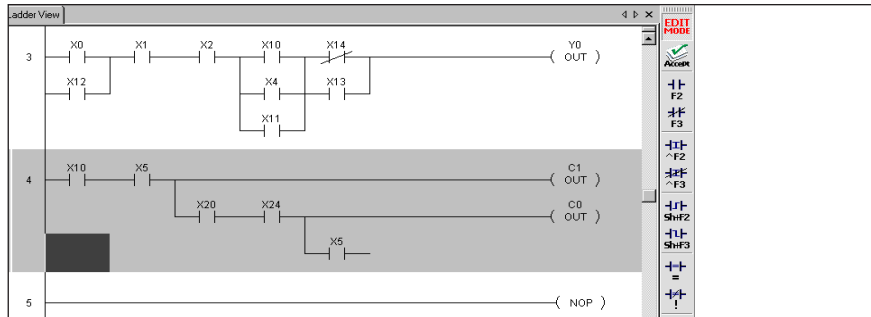 Ladder View
EDIT MODE
Accept
3 X0 X1 X2 X10 X14 Y0
OUT
X12 X4 X13
X11
4 X10 X5 C1
OUT
X20 X24 C0
OUT
X5
5 NOP
F2
F3
^F2
^F3
Sh+F2
Sh+F3
=
!